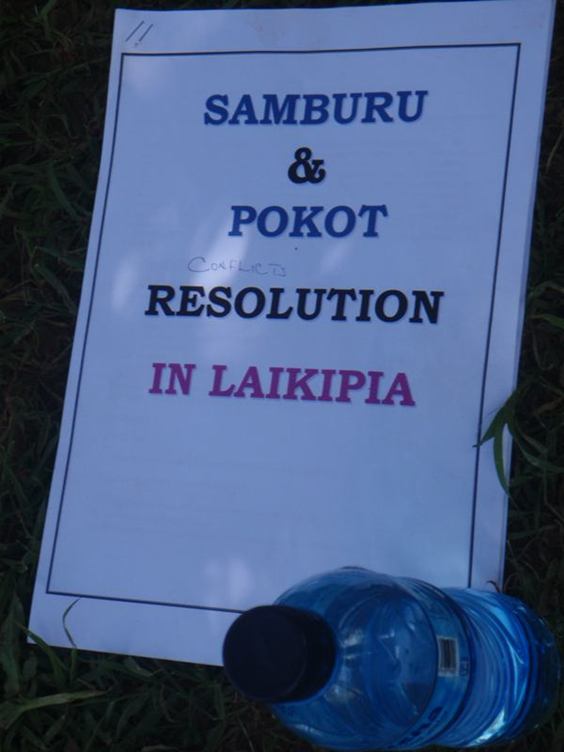 SAMBURU
&
POKOT
CONFLICTS
RESOLUTION
IN LAIKIPIA